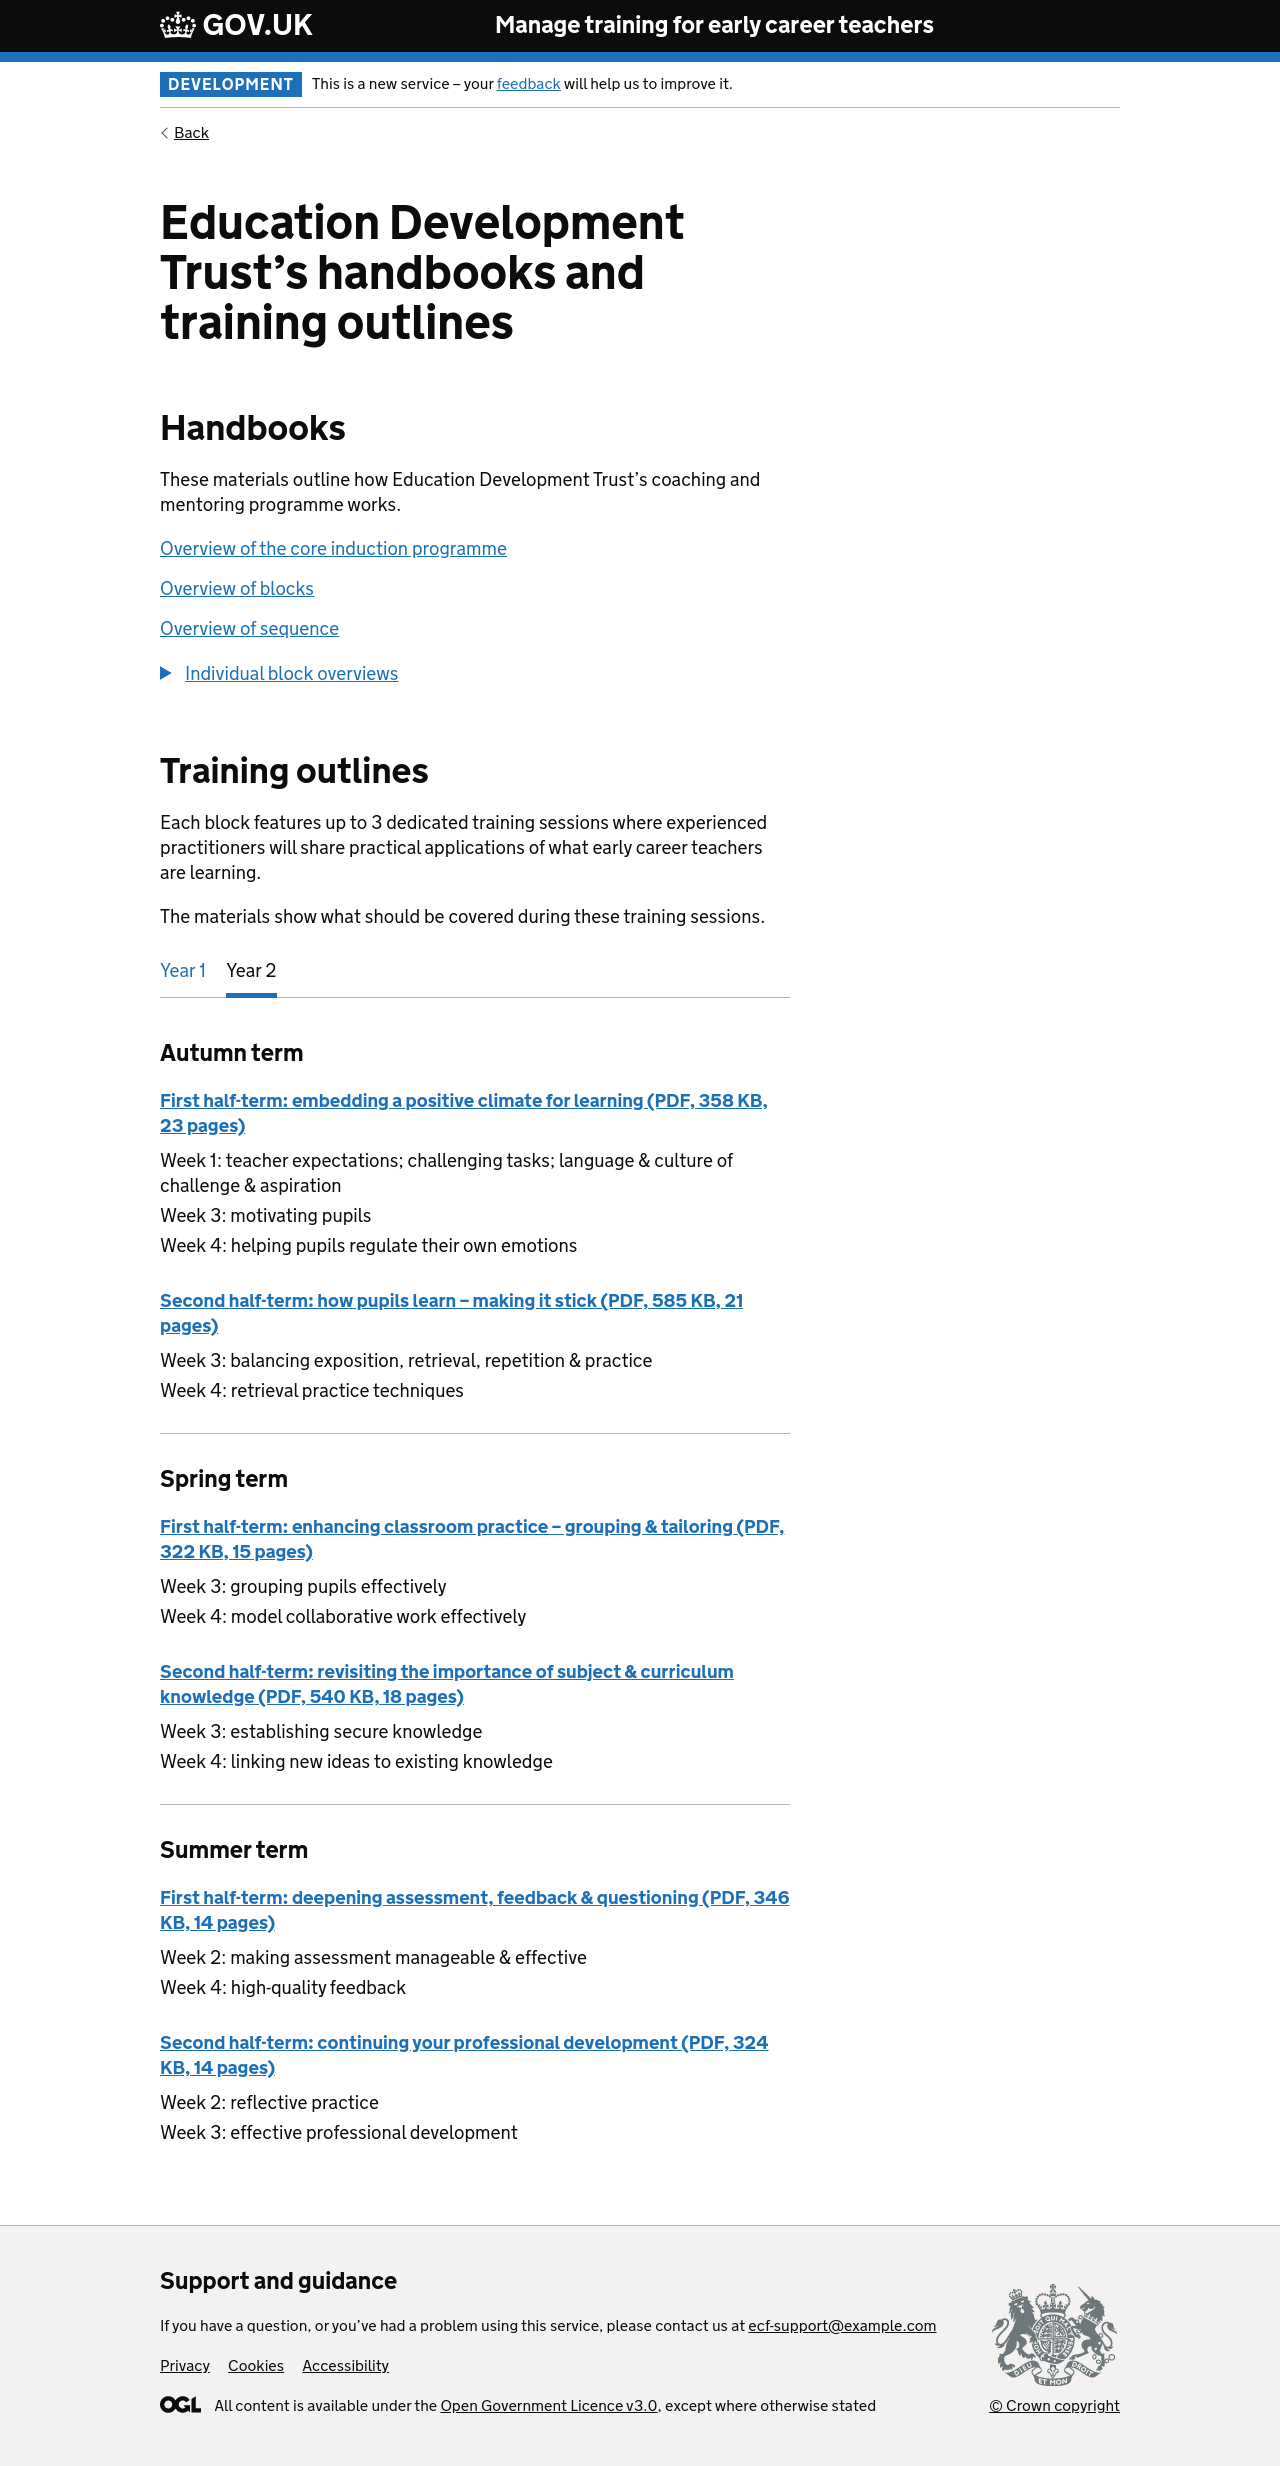 GOV.UK
Manage training for early career teachers
DEVELOPMENT
This is a new service – your feedback will help us to improve it.
Back
Education Development
Trust’s handbooks and
training outlines
Handbooks
These materials outline how Education Development Trust’s coaching and
mentoring programme works.
Overview of the core induction programme
Overview of blocks
Overview of sequence
Individual block overviews
Training outlines
Each block features up to 3 dedicated training sessions where experienced
practitioners will share practical applications of what early career teachers
are learning.
The materials show what should be covered during these training sessions.
Year 1
Year 2
Autumn term
First half-term: embedding a positive climate for learning (PDF, 358 KB,
23 pages)
Week 1: teacher expectations; challenging tasks; language & culture of
challenge & aspiration
Week 3: motivating pupils
Week 4: helping pupils regulate their own emotions
Second half-term: how pupils learn – making it stick (PDF, 585 KB, 21
pages)
Week 3: balancing exposition, retrieval, repetition & practice
Week 4: retrieval practice techniques
Spring term
First half-term: enhancing classroom practice – grouping & tailoring (PDF,
322 KB, 15 pages)
Week 3: grouping pupils effectively
Week 4: model collaborative work effectively
Second half-term: revisiting the importance of subject & curriculum
knowledge (PDF, 540 KB, 18 pages)
Week 3: establishing secure knowledge
Week 4: linking new ideas to existing knowledge
Summer term
First half-term: deepening assessment, feedback & questioning (PDF, 346
KB, 14 pages)
Week 2: making assessment manageable & effective
Week 4: high-quality feedback
Second half-term: continuing your professional development (PDF, 324
KB, 14 pages)
Week 2: reflective practice
Week 3: effective professional development
Support and guidance
If you have a question, or you’ve had a problem using this service, please contact us at ecf-support@example.com
Privacy
Cookies
Accessibility
OGL
All content is available under the Open Government Licence v3.0, except where otherwise stated
DIEU ET MON DROIT
© Crown copyright